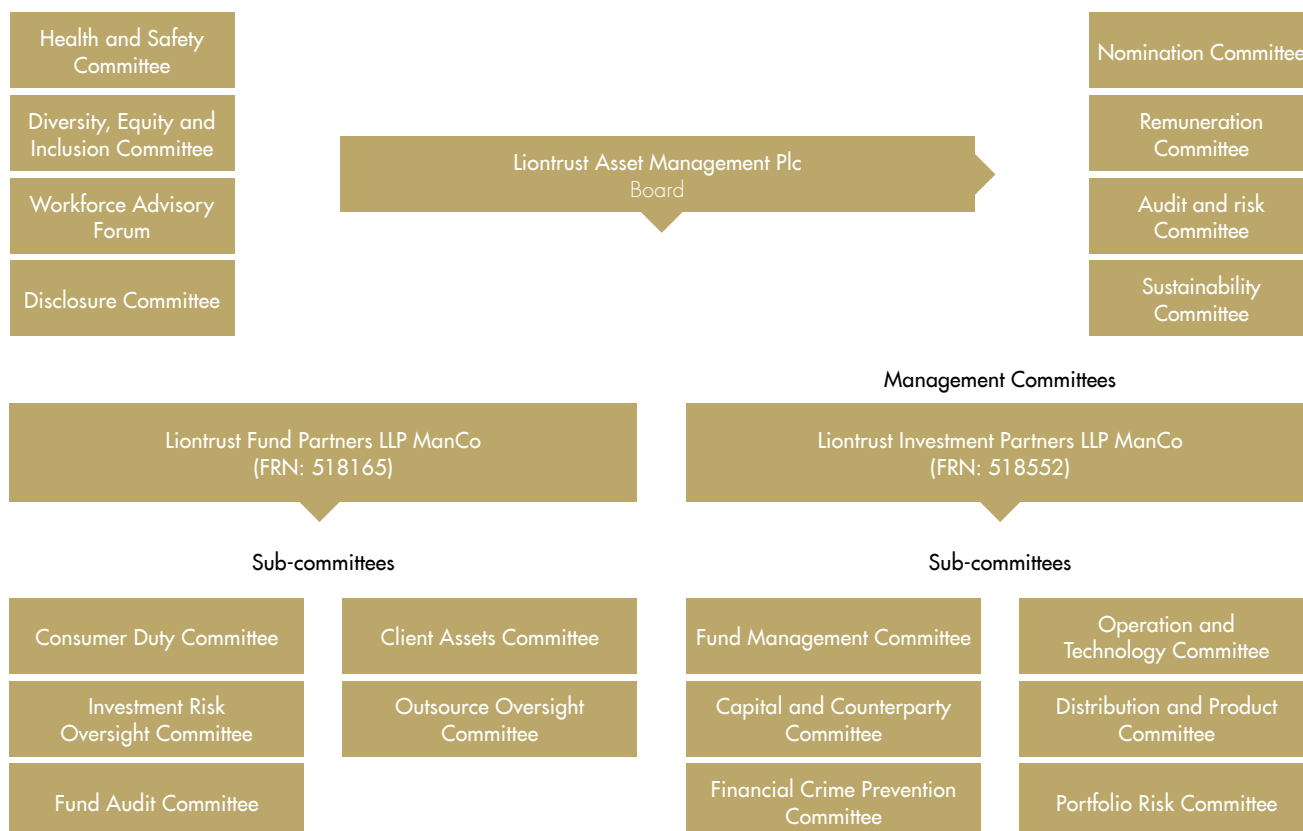 Health and Safety
Committee
Diversity, Equity and
Inclusion Committee
Workforce Advisory
Forum
Disclosure Committee
Liontrust Asset Management Plc
Board
Nomination Committee
Remuneration
Committee
Audit and risk
Committee
Sustainability
Committee
Management Committees
Liontrust Fund Partners LLP ManCo
(FRN: 518165)
Liontrust Investment Partners LLP ManCo
(FRN: 518552)
Sub-committees
Consumer Duty Committee
Client Assets Committee
Investment Risk
Oversight Committee
Outsource Oversight
Committee
Fund Audit Committee
Sub-committees
Fund Management Committee
Operation and
Technology Committee
Capital and Counterparty
Committee
Distribution and Product
Committee
Financial Crime Prevention
Committee
Portfolio Risk Committee